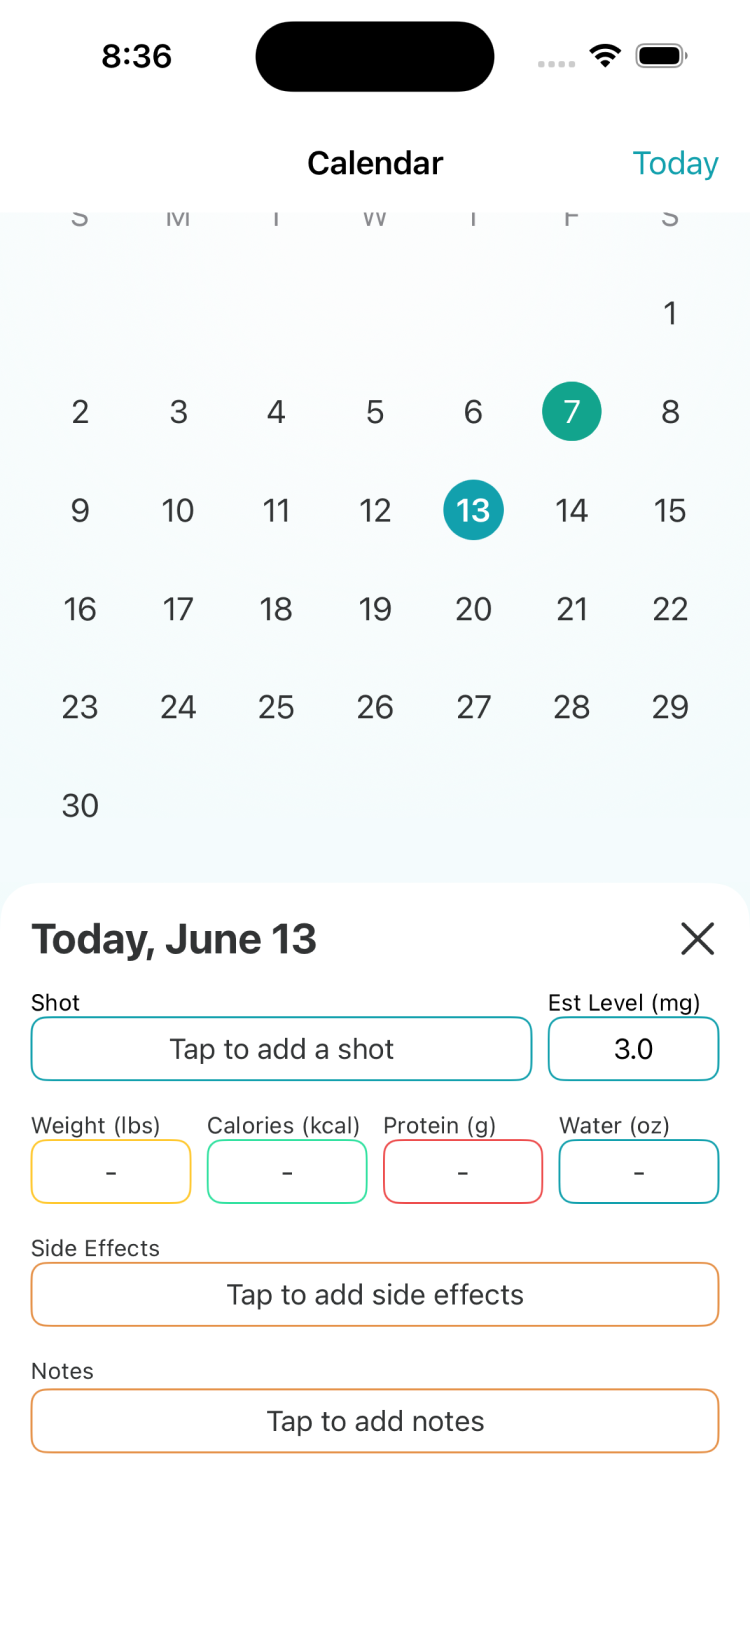 8:36
Calendar Today
S M T W T F S
1
2 3 4 5 6 7 8
9 10 11 12 13 14 15
16 17 18 19 20 21 22
23 24 25 26 27 28 29
30
Today, June 13
Shot Est Level (mg)
Tap to add a shot 3.0
Weight (lbs) Calories (kcal) Protein (g) Water (oz)
- - - -
Side Effects
Tap to add side effects
Notes
Tap to add notes